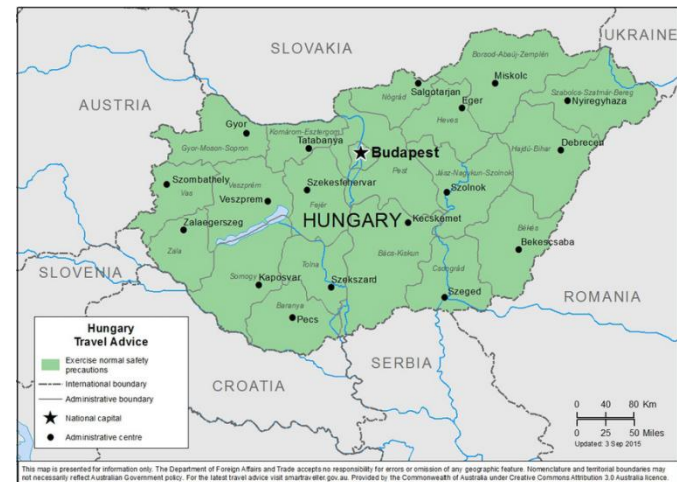 SLOVAKIA
UKRAINE
AUSTRIA
Borsod-Abaúj-Zemplén
Miskolc
Salgotarjan
Nógrád
Eger
Heves
Szabolcs-Szatmár-Bereg
Nyiregyhaza
Gyor
Gyor-Moson-Sopron
Komárom-Esztergom
Tatabanya
Budapest
Pest
Hajdú-Bihar
Debrecen
Jász-Nagykun-Szolnok
Szombathely
Vas
Veszprém
Veszprem
Szekesfehervar
Fejér
Szolnok
HUNGARY
Kecskemet
Zalaegerszeg
Zala
Békés
Bekescsaba
SLOVENIA
Somogy
Kaposvar
Tolna
Szekszard
Bács-Kiskun
Csongrád
Szeged
Baranya
Pecs
ROMANIA
SERBIA
CROATIA
Hungary
Travel Advice
Exercise normal safety
precautions
International boundary
Administrative boundary
National capital
Administrative centre
0 40 80 Km
0 25 50 Miles
Updated: 3 Sep 2015
This map is presented for information only. The Department of Foreign Affairs and Trade accepts no responsibility for errors or omission of any geographic feature. Nomenclature and territorial boundaries may
not necessarily reflect Australian Government policy. For the latest travel advice visit smartraveller.gov.au. Provided by the Commonwealth of Australia under Creative Commons Attribution 3.0 Australia licence.